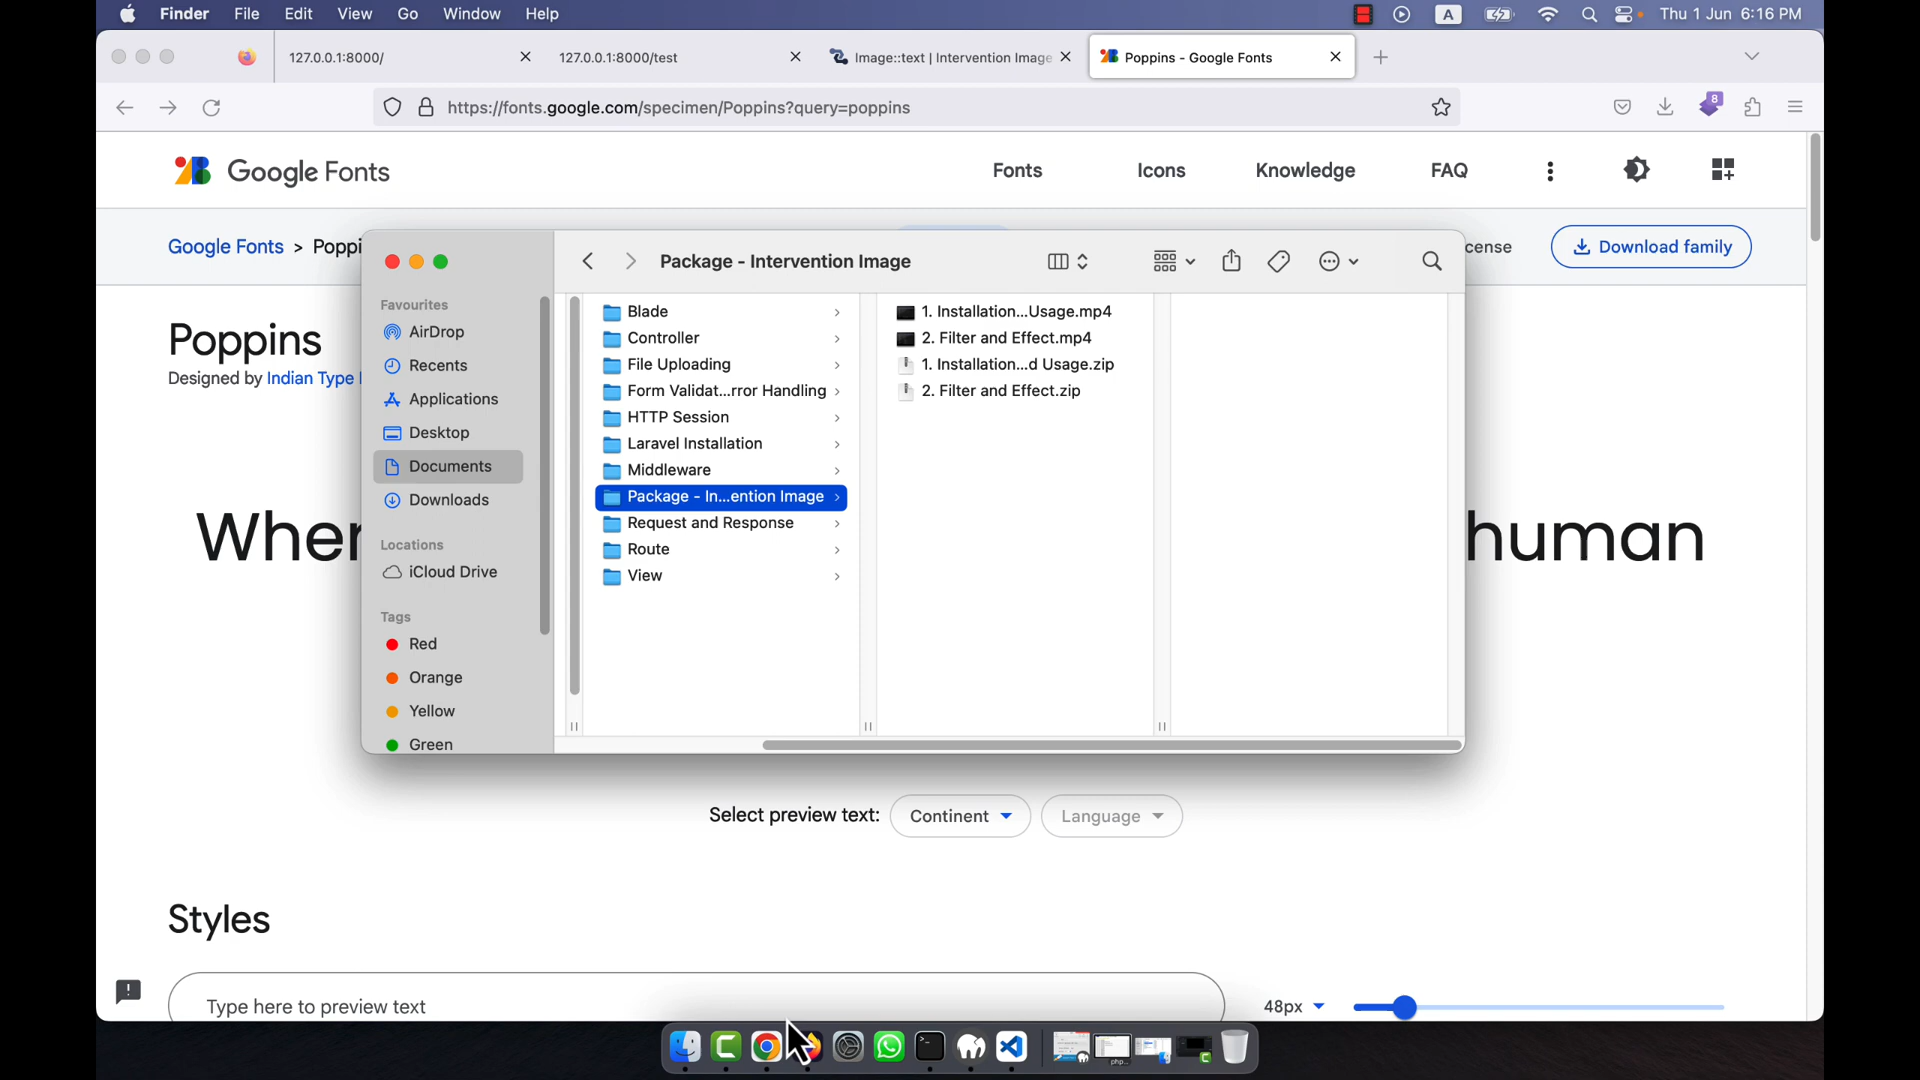 Finder File Edit View Go Window Help
A
Thu 1 Jun 6:16 PM
127.0.0.1:8000/
127.0.0.1:8000/test
Image::text | Intervention Image
Poppins - Google Fonts
https://fonts.google.com/specimen/Poppins?query=poppins
8
Google Fonts
Fonts Icons Knowledge FAQ
Google Fonts > Poppi
cense
Download family
Package - Intervention Image
Favourites
AirDrop
Recents
Applications
Desktop
Documents
Downloads
Locations
iCloud Drive
Tags
Red
Orange
Yellow
Green
Blade
Controller
File Uploading
Form Validat...rror Handling
HTTP Session
Laravel Installation
Middleware
Package - In...ention Image
Request and Response
Route
View
1. Installation...Usage.mp4
2. Filter and Effect.mp4
1. Installation...d Usage.zip
2. Filter and Effect.zip
Poppins
Designed by Indian Type
When
human
Select preview text: Continent Language
Styles
Type here to preview text
48px
php...